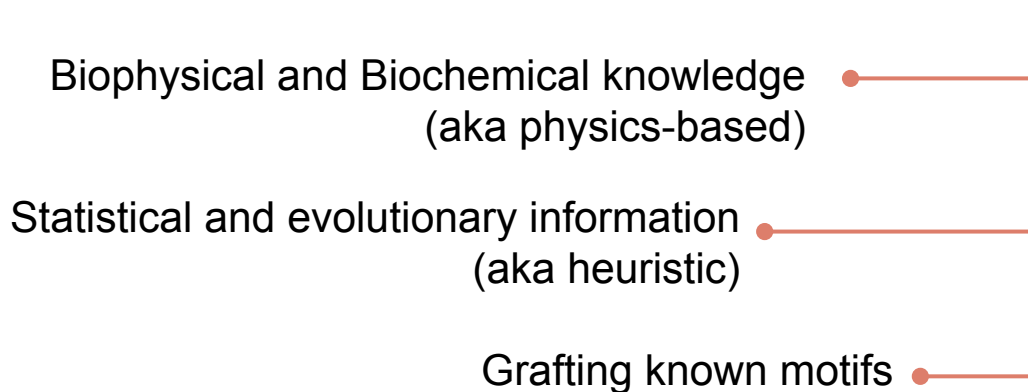 Biophysical and Biochemical knowledge
(aka physics-based)
Statistical and evolutionary information
(aka heuristic)
Grafting known motifs